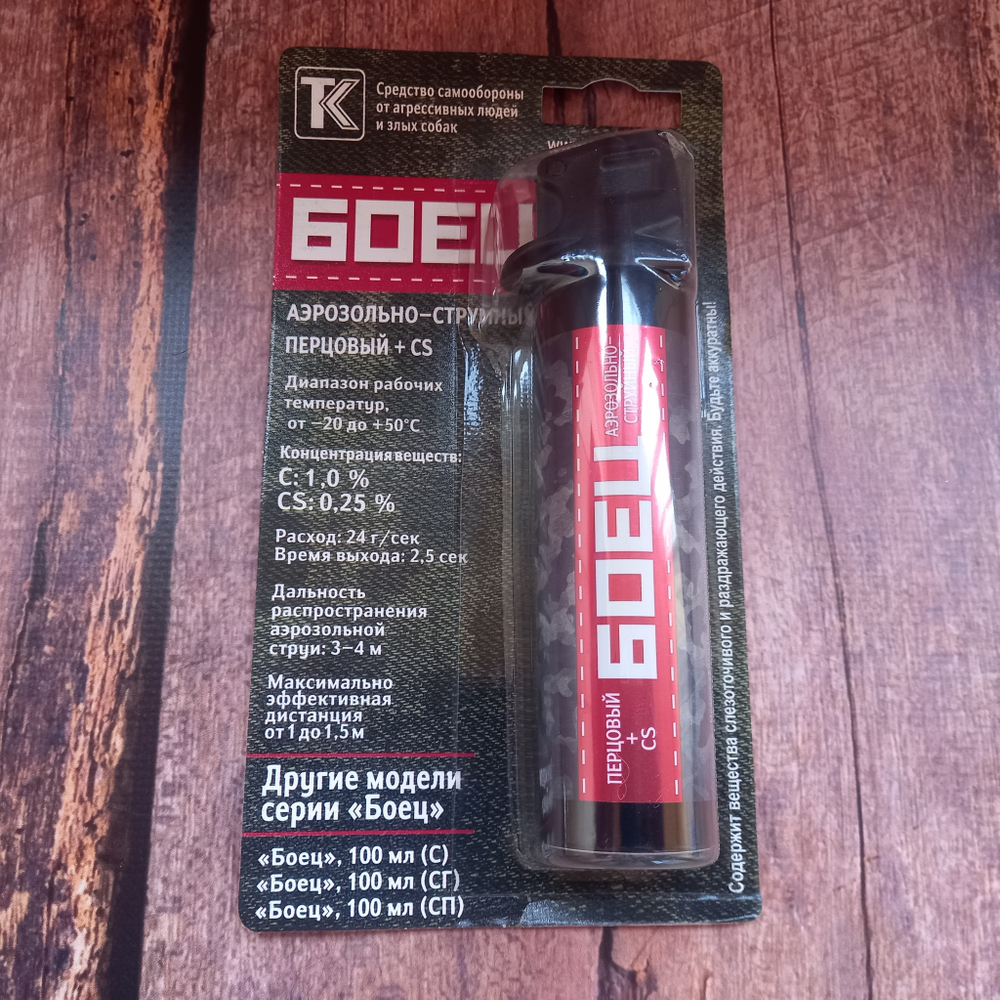 ТК
Средство самообороны
от агрессивных людей
и злых собак
БОЕЦ
АЭРОЗОЛЬНО-СТРУЙНЫЙ
ПЕРЦОВЫЙ + CS
Диапазон рабочих
температур,
от −20 до +50°C
Концентрация веществ:
С: 1,0 %
CS: 0,25 %
Расход: 24 г/сек
Время выхода: 2,5 сек
Дальность
распространения
аэрозольной
струи: 3–4 м
Максимально
эффективная
дистанция
от 1 до 1,5 м
Другие модели
серии «Боец»
«Боец», 100 мл (С)
«Боец», 100 мл (СГ)
«Боец», 100 мл (СП)
АЭРОЗОЛЬНО-
СТРУЙНЫЙ
БОЕЦ
ПЕРЦОВЫЙ
+
CS
Содержит вещества слезоточивого и раздражающего действия. Будьте аккуратны!